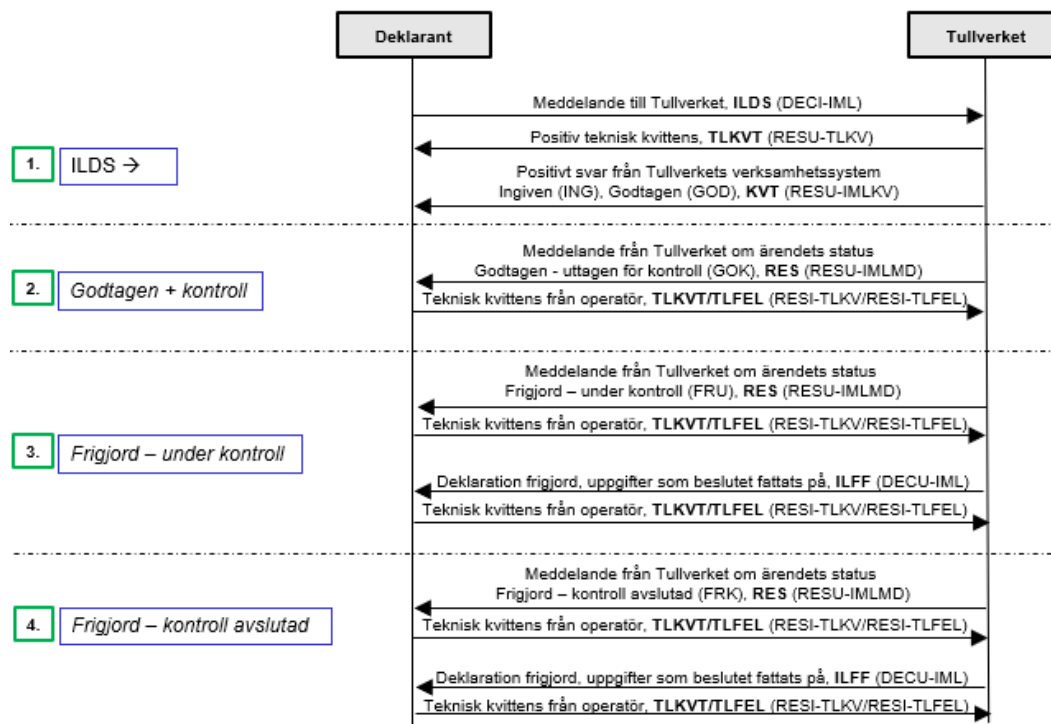 Deklarant
Tullverket
Meddelande till Tullverket, ILDS (DECI-IML)
Positiv teknisk kvittens, TLKVT (RESU-TLKV)
1.
ILDS →
Positivt svar från Tullverkets verksamhetssystem
Ingiven (ING), Godtagen (GOD), KVT (RESU-IMLKV)
Meddelande från Tullverket om ärendets status
Godtagen - uttagen för kontroll (GOK), RES (RESU-IMLMD)
2.
Godtagen + kontroll
Teknisk kvittens från operatör, TLKVT/TLFEL (RESI-TLKV/RESI-TLFEL)
Meddelande från Tullverket om ärendets status
Frigjord – under kontroll (FRU), RES (RESU-IMLMD)
Teknisk kvittens från operatör, TLKVT/TLFEL (RESI-TLKV/RESI-TLFEL)
3.
Frigjord – under kontroll
Deklaration frigjord, uppgifter som beslutet fattats på, ILFF (DECU-IML)
Teknisk kvittens från operatör, TLKVT/TLFEL (RESI-TLKV/RESI-TLFEL)
Meddelande från Tullverket om ärendets status
Frigjord – kontroll avslutad (FRK), RES (RESU-IMLMD)
4.
Frigjord – kontroll avslutad
Teknisk kvittens från operatör, TLKVT/TLFEL (RESI-TLKV/RESI-TLFEL)
Deklaration frigjord, uppgifter som beslutet fattats på, ILFF (DECU-IML)
Teknisk kvittens från operatör, TLKVT/TLFEL (RESI-TLKV/RESI-TLFEL)